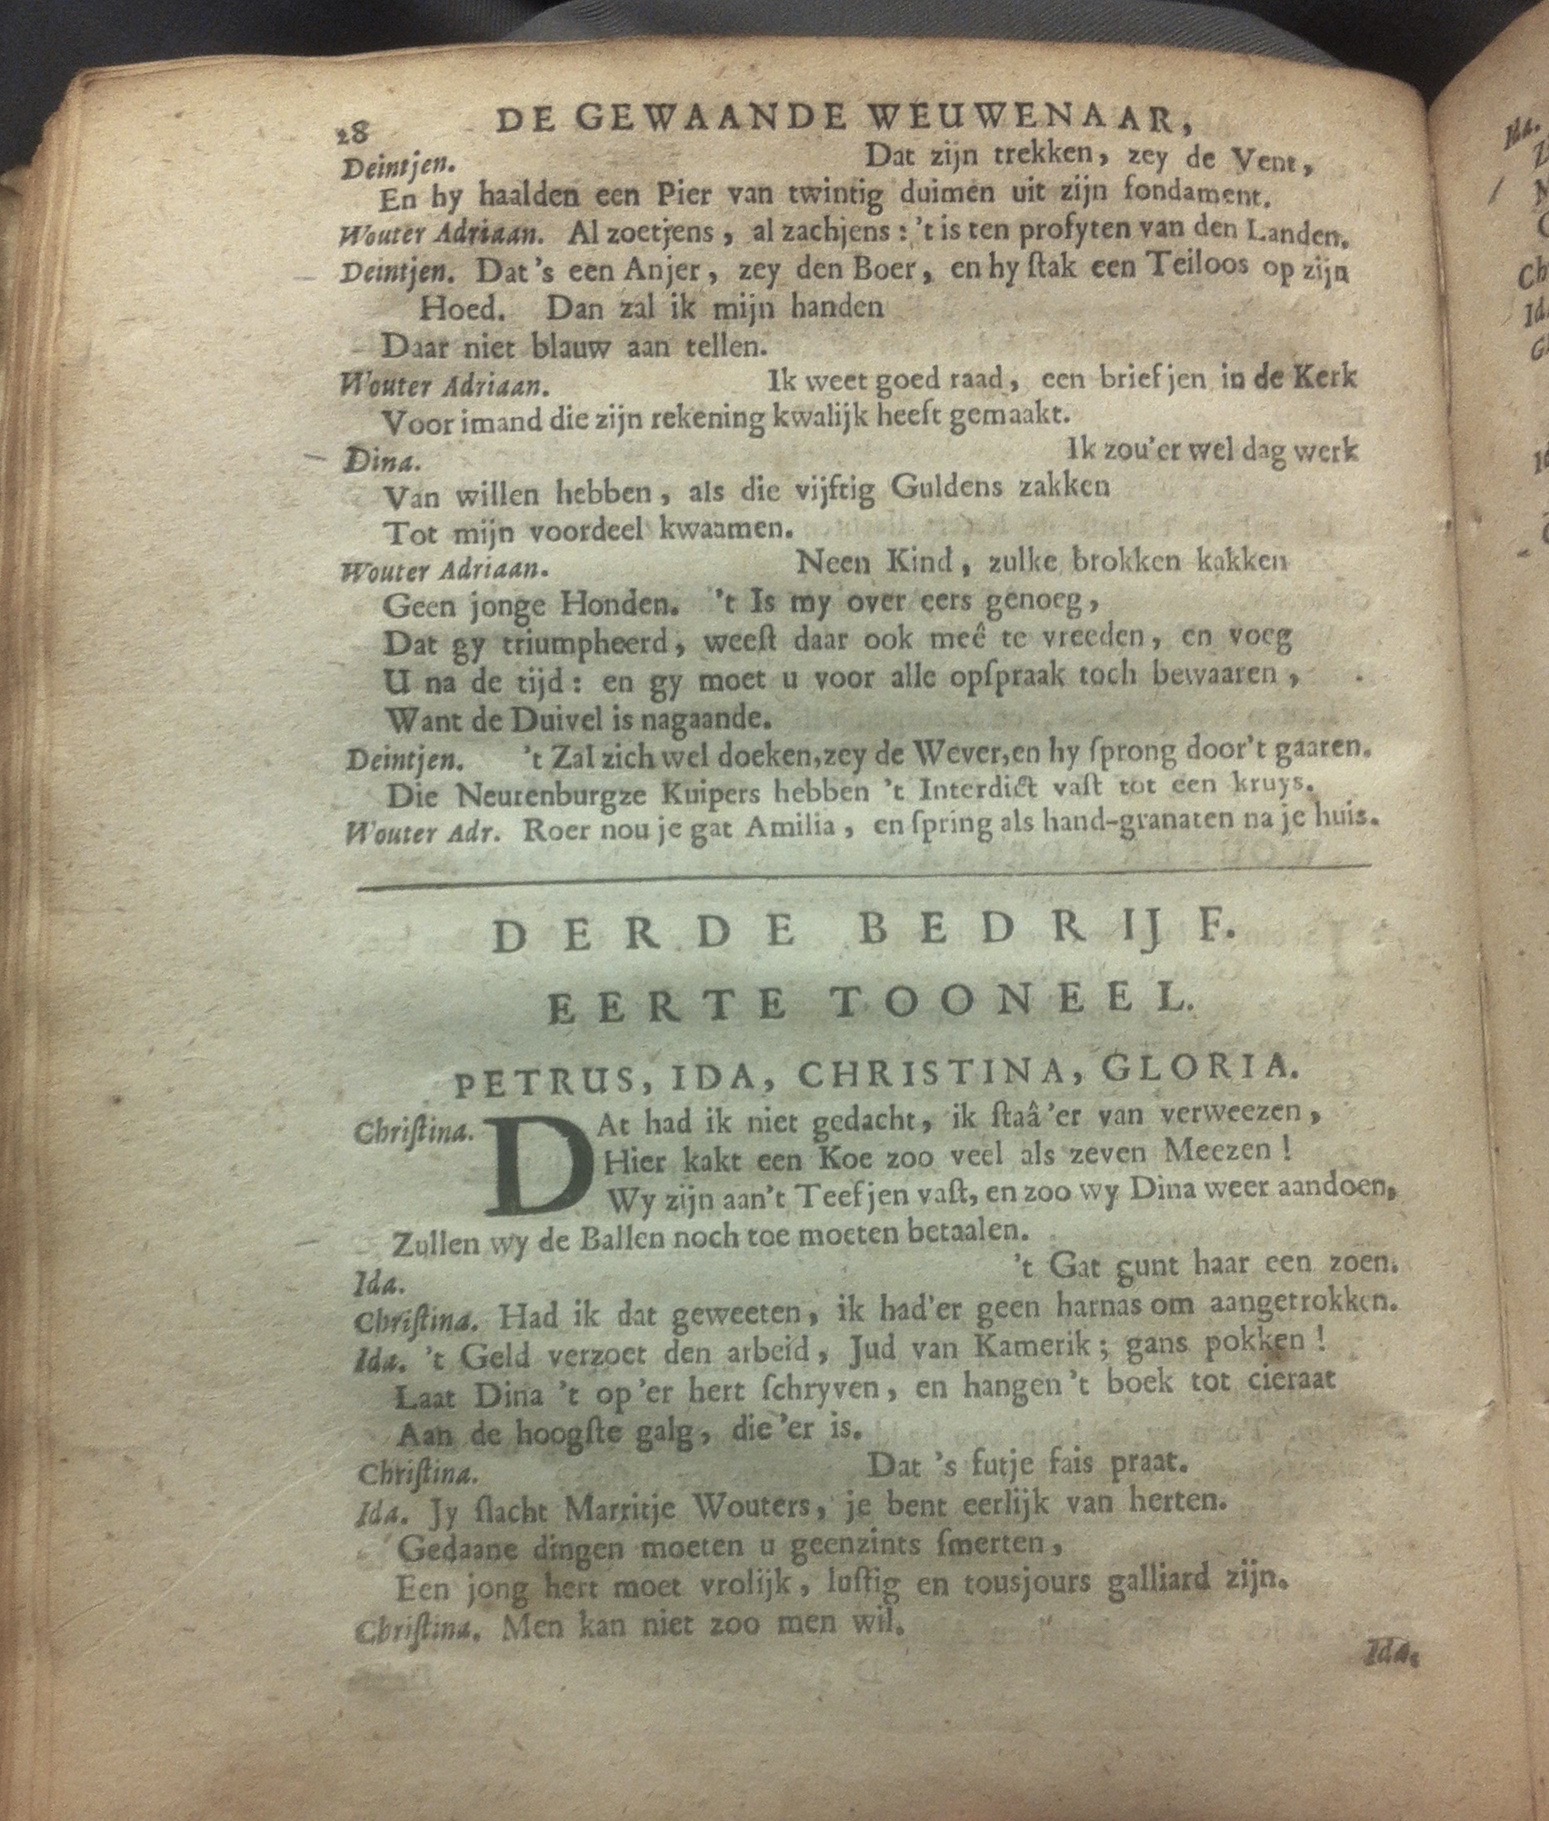 28 DE GEWAANDE WEUWENAAR,
Deintjen. Dat zijn trekken, zey de Vent,
En hy haalden een Pier van twintig duimen uit zijn fondament.
Wouter Adriaan. Al zoetjens, al zachjens: 't is ten profyten van den Landen.
Deintjen. Dat 's een Anjer, zey den Boer, en hy ſtak een Teiloos op zijn
Hoed. Dan zal ik mijn handen
Daar niet blauw aan tellen.
Wouter Adriaan. Ik weet goed raad, een briefjen in de Kerk
Voor imand die zijn rekening kwalijk heeft gemaakt.
Dina. Ik zou'er wel dag werk
Van willen hebben, als die vijftig Guldens zakken
Tot mijn voordeel kwaamen.
Wouter Adriaan. Neen Kind, zulke brokken kakken
Geen jonge Honden. 't Is my over eers genoeg,
Dat gy triumpheerd, weeſt daar ook meê te vreeden, en voeg
U na de tijd: en gy moet u voor alle opſpraak toch bewaaren,
Want de Duivel is nagaande.
Deintjen. 't Zal zich wel doeken, zey de Wever, en hy ſprong door't gaaren.
Die Neurenburgze Kuipers hebben 't Interdict vaſt tot een kruys.
Wouter Adr. Roer nou je gat Amilia, en ſpring als hand-granaten na je huis.
DERDE BEDRIJF.
EERTE TOONEEL.
PETRUS, IDA, CHRISTINA, GLORIA.
Chriſtina. DAt had ik niet gedacht, ik ſtaâ'er van verweezen,
Hier kakt een Koe zoo veel als zeven Meezen!
Wy zijn aan't Teefjen vaſt, en zoo wy Dina weer aandoen,
Zullen wy de Ballen noch toe moeten betaalen.
Ida. 't Gat gunt haar een zoen.
Chriſtina. Had ik dat geweeten, ik had'er geen harnas om aangetrokken.
Ida. 't Geld verzoet den arbeid, Jud van Kamerik; gans pokken!
Laat Dina 't op'er hert ſchryven, en hangen 't boek tot cieraat
Aan de hoogſte galg, die'er is.
Chriſtina. Dat 's futje fais praat.
Ida. Jy ſlacht Marritje Wouters, je bent eerlijk van herten.
Gedaane dingen moeten u geenzints ſmerten,
Een jong hert moet vrolijk, luſtig en tousjours galliard zijn.
Chriſtina. Men kan niet zoo men wil.
Ida.